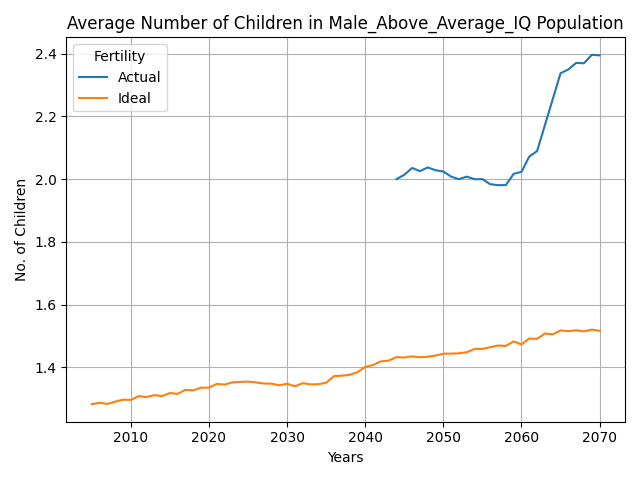 Average Number of Children in Male_Above_Average_IQ Population
Fertility
Actual
Ideal
No. of Children
2.4
2.2
2.0
1.8
1.6
1.4
2010
2020
2030
2040
2050
2060
2070
Years